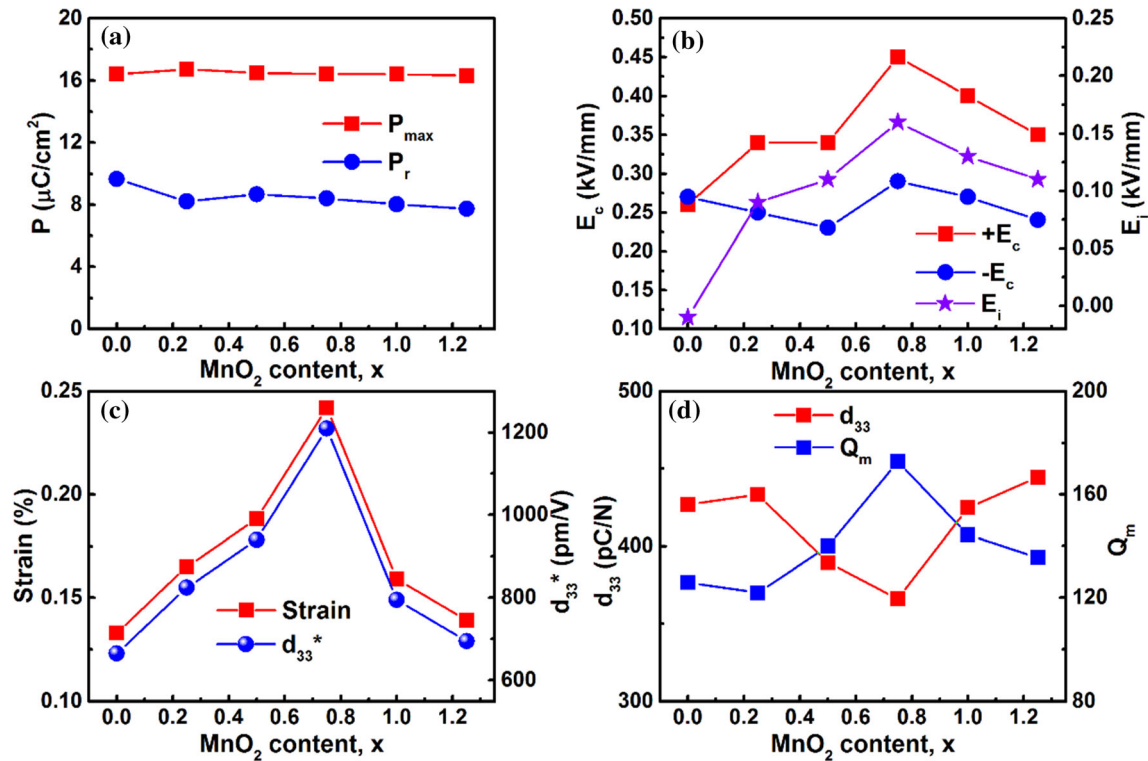 (a)
20
16
12
8
4
0
P (μC/cm²)
Pmax
Pr
0.0 0.2 0.4 0.6 0.8 1.0 1.2
MnO₂ content, x
(b)
0.50
0.45
0.40
0.35
0.30
0.25
0.20
0.15
0.10
Ec (kV/mm)
0.25
0.20
0.15
0.10
0.05
0.00
Ei (kV/mm)
+Ec
-Ec
Ei
0.0 0.2 0.4 0.6 0.8 1.0 1.2
MnO₂ content, x
(c)
0.25
0.20
0.15
0.10
Strain (%)
1200
1000
800
600
d₃₃* (pm/V)
Strain
d₃₃*
0.0 0.2 0.4 0.6 0.8 1.0 1.2
MnO₂ content, x
(d)
500
400
300
d₃₃ (pC/N)
200
160
120
80
Qm
d₃₃
Qm
0.0 0.2 0.4 0.6 0.8 1.0 1.2
MnO₂ content, x